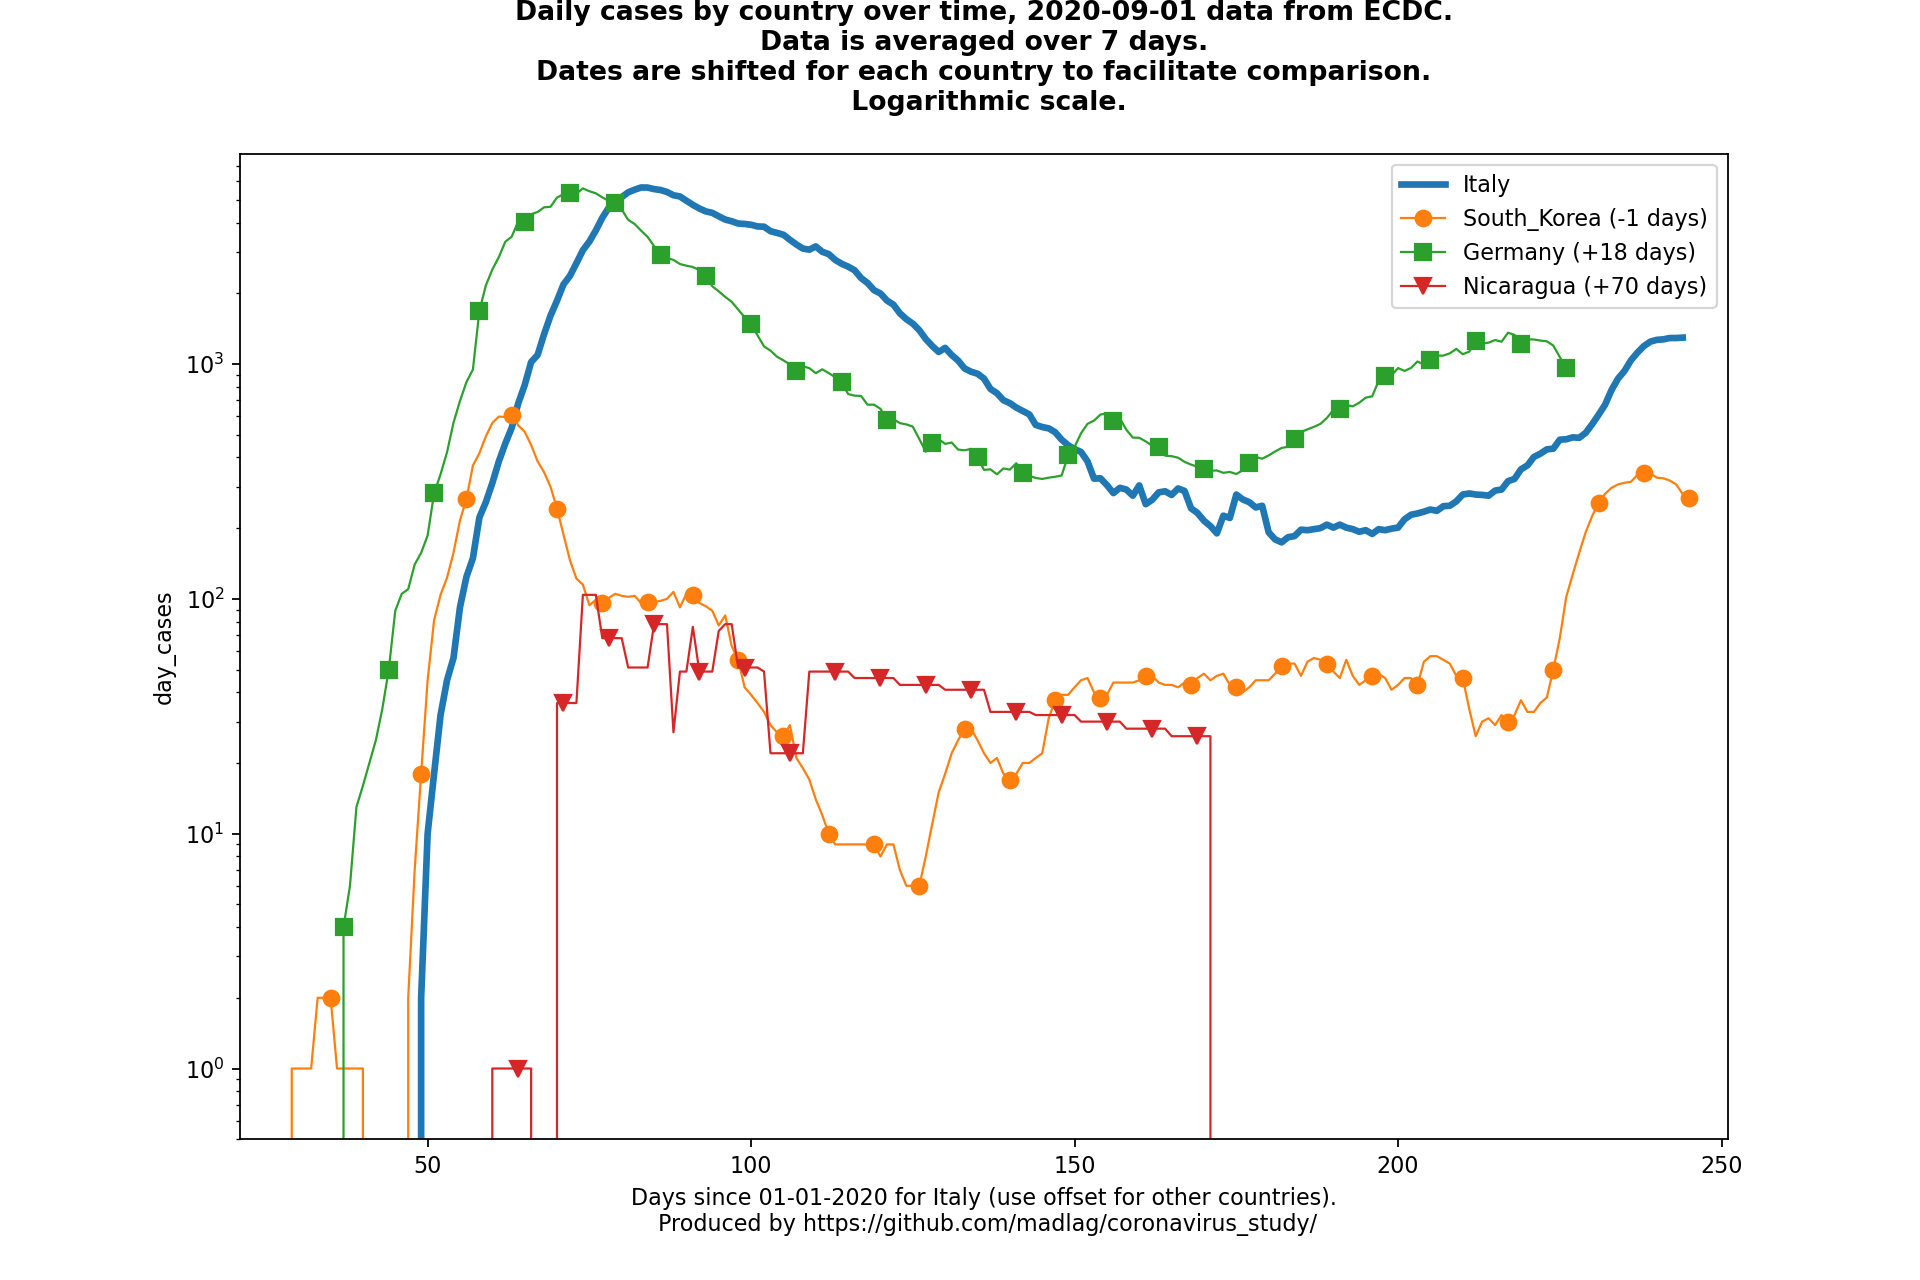 Daily cases by country over time, 2020-09-01 data from ECDC.
Data is averaged over 7 days.
Dates are shifted for each country to facilitate comparison.
Logarithmic scale.
Italy
South_Korea (-1 days)
Germany (+18 days)
Nicaragua (+70 days)
10³
10²
10¹
10⁰
day_cases
50 100 150 200 250
Days since 01-01-2020 for Italy (use offset for other countries).
Produced by https://github.com/madlag/coronavirus_study/